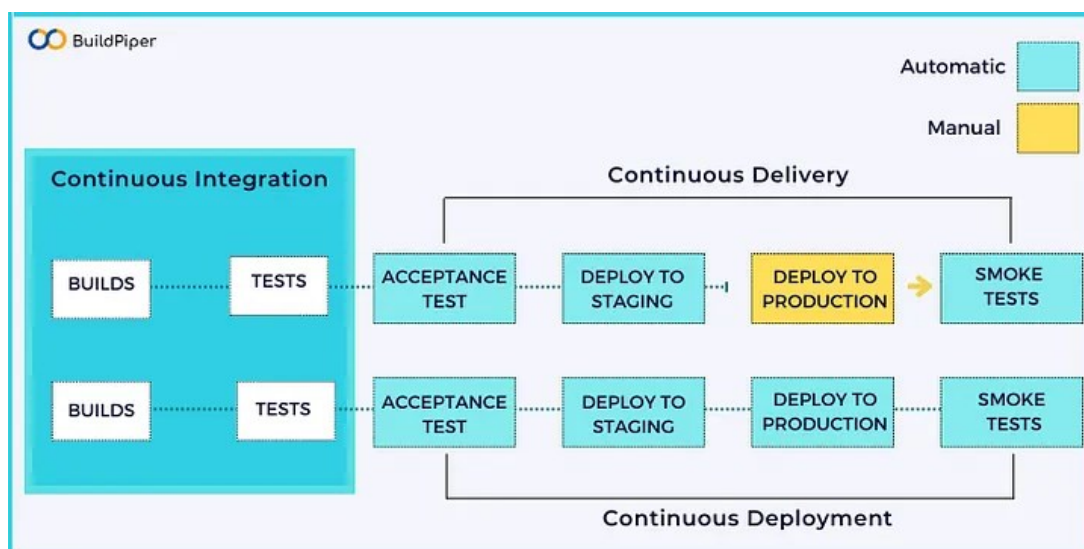 BuildPiper
Automatic
Manual
Continuous Integration
Continuous Delivery
BUILDS
TESTS
ACCEPTANCE
TEST
DEPLOY TO
STAGING
DEPLOY TO
PRODUCTION
SMOKE
TESTS
BUILDS
TESTS
ACCEPTANCE
TEST
DEPLOY TO
STAGING
DEPLOY TO
PRODUCTION
SMOKE
TESTS
Continuous Deployment